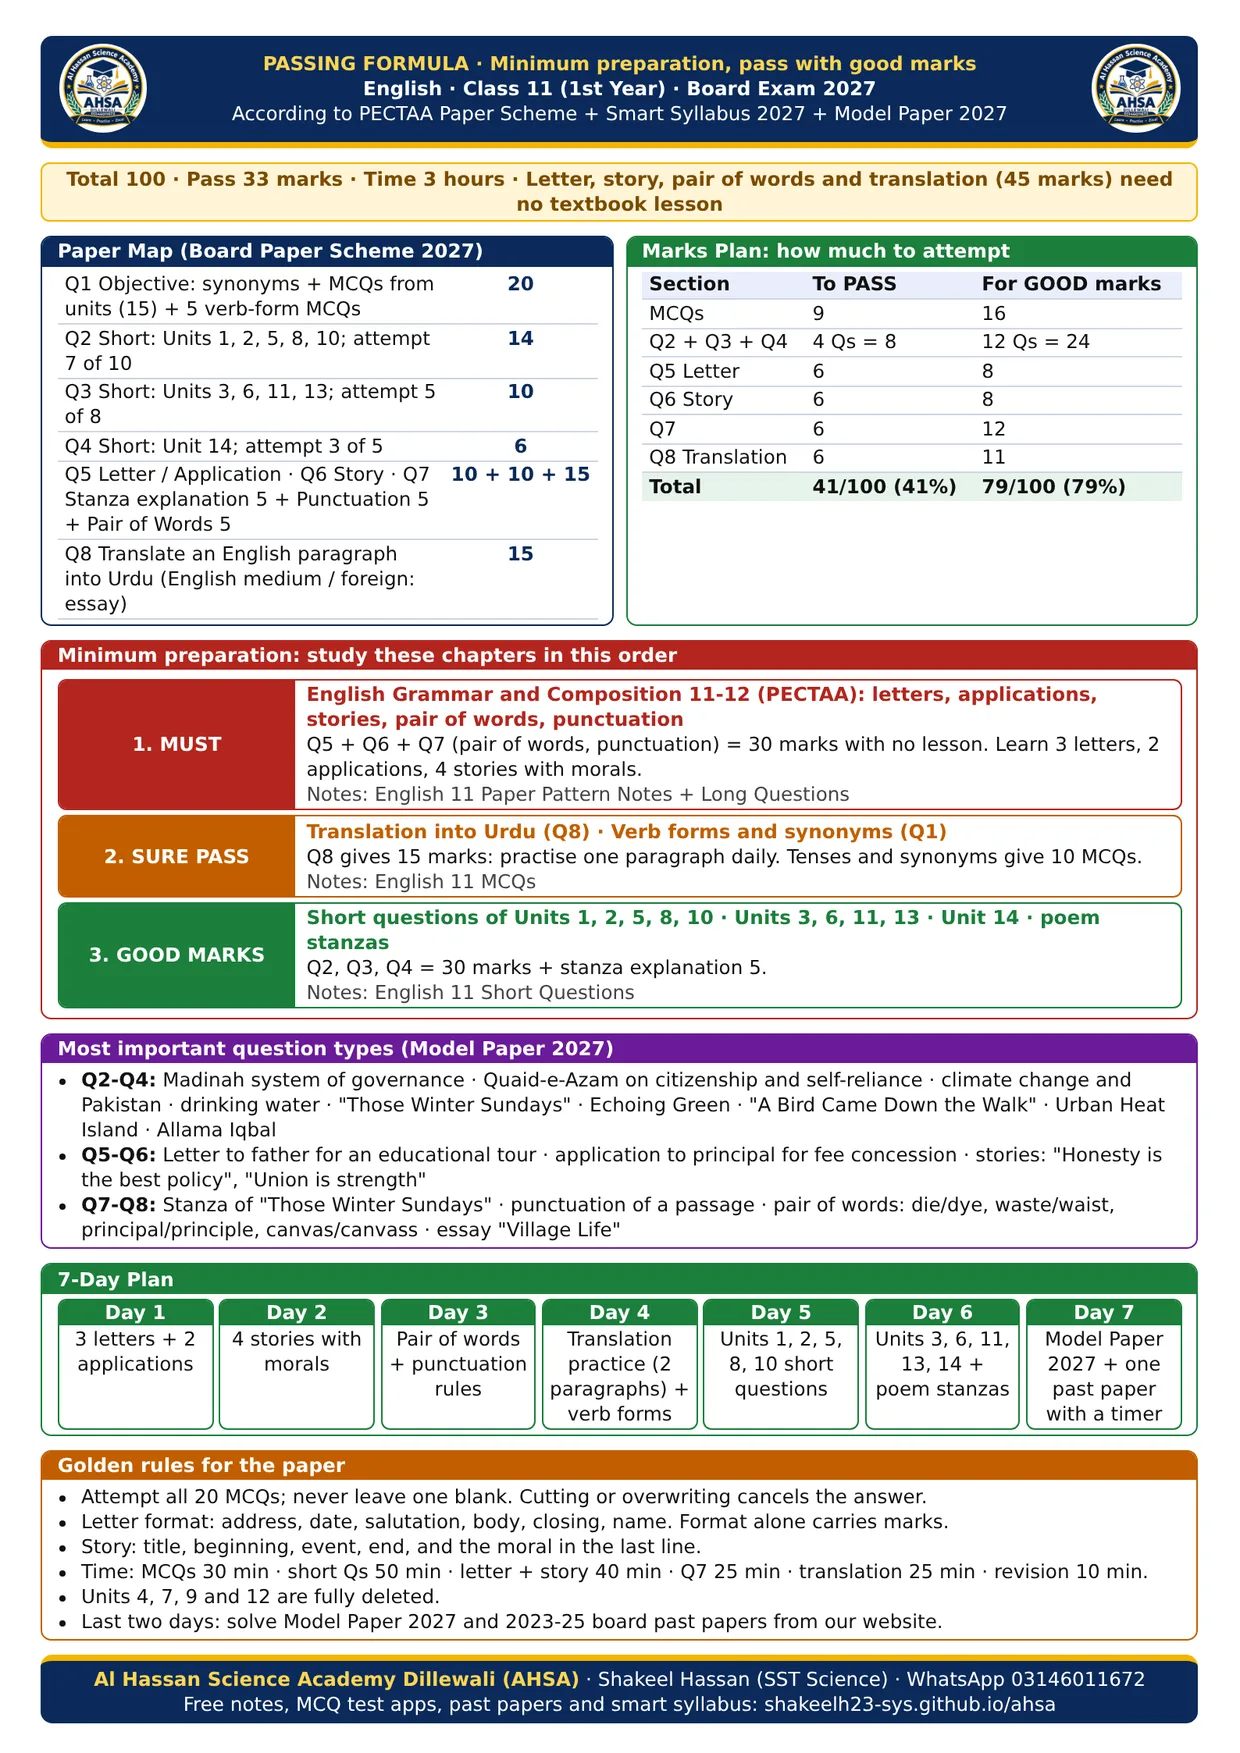 PASSING FORMULA · Minimum preparation, pass with good marks
English · Class 11 (1st Year) · Board Exam 2027
According to PECTAA Paper Scheme + Smart Syllabus 2027 + Model Paper 2027
Al Hassan Science Academy
AHSA
DILLEWALI
Learn · Practise · Excel
Al Hassan Science Academy
AHSA
DILLEWALI
Learn · Practise · Excel
Total 100 · Pass 33 marks · Time 3 hours · Letter, story, pair of words and translation (45 marks) need
no textbook lesson
Paper Map (Board Paper Scheme 2027)
Q1 Objective: synonyms + MCQs from 20
units (15) + 5 verb-form MCQs
Q2 Short: Units 1, 2, 5, 8, 10; attempt 14
7 of 10
Q3 Short: Units 3, 6, 11, 13; attempt 5 10
of 8
Q4 Short: Unit 14; attempt 3 of 5 6
Q5 Letter / Application · Q6 Story · Q7 10 + 10 + 15
Stanza explanation 5 + Punctuation 5
+ Pair of Words 5
Q8 Translate an English paragraph 15
into Urdu (English medium / foreign:
essay)
Marks Plan: how much to attempt
Section To PASS For GOOD marks
MCQs 9 16
Q2 + Q3 + Q4 4 Qs = 8 12 Qs = 24
Q5 Letter 6 8
Q6 Story 6 8
Q7 6 12
Q8 Translation 6 11
Total 41/100 (41%) 79/100 (79%)
Minimum preparation: study these chapters in this order
1. MUST
English Grammar and Composition 11-12 (PECTAA): letters, applications,
stories, pair of words, punctuation
Q5 + Q6 + Q7 (pair of words, punctuation) = 30 marks with no lesson. Learn 3 letters, 2
applications, 4 stories with morals.
Notes: English 11 Paper Pattern Notes + Long Questions
2. SURE PASS
Translation into Urdu (Q8) · Verb forms and synonyms (Q1)
Q8 gives 15 marks: practise one paragraph daily. Tenses and synonyms give 10 MCQs.
Notes: English 11 MCQs
3. GOOD MARKS
Short questions of Units 1, 2, 5, 8, 10 · Units 3, 6, 11, 13 · Unit 14 · poem
stanzas
Q2, Q3, Q4 = 30 marks + stanza explanation 5.
Notes: English 11 Short Questions
Most important question types (Model Paper 2027)
• Q2-Q4: Madinah system of governance · Quaid-e-Azam on citizenship and self-reliance · climate change and
Pakistan · drinking water · "Those Winter Sundays" · Echoing Green · "A Bird Came Down the Walk" · Urban Heat
Island · Allama Iqbal
• Q5-Q6: Letter to father for an educational tour · application to principal for fee concession · stories: "Honesty is
the best policy", "Union is strength"
• Q7-Q8: Stanza of "Those Winter Sundays" · punctuation of a passage · pair of words: die/dye, waste/waist,
principal/principle, canvas/canvass · essay "Village Life"
7-Day Plan
Day 1
3 letters + 2
applications
Day 2
4 stories with
morals
Day 3
Pair of words
+ punctuation
rules
Day 4
Translation
practice (2
paragraphs) +
verb forms
Day 5
Units 1, 2, 5,
8, 10 short
questions
Day 6
Units 3, 6, 11,
13, 14 +
poem stanzas
Day 7
Model Paper
2027 + one
past paper
with a timer
Golden rules for the paper
• Attempt all 20 MCQs; never leave one blank. Cutting or overwriting cancels the answer.
• Letter format: address, date, salutation, body, closing, name. Format alone carries marks.
• Story: title, beginning, event, end, and the moral in the last line.
• Time: MCQs 30 min · short Qs 50 min · letter + story 40 min · Q7 25 min · translation 25 min · revision 10 min.
• Units 4, 7, 9 and 12 are fully deleted.
• Last two days: solve Model Paper 2027 and 2023-25 board past papers from our website.
Al Hassan Science Academy Dillewali (AHSA) · Shakeel Hassan (SST Science) · WhatsApp 03146011672
Free notes, MCQ test apps, past papers and smart syllabus: shakeelh23-sys.github.io/ahsa